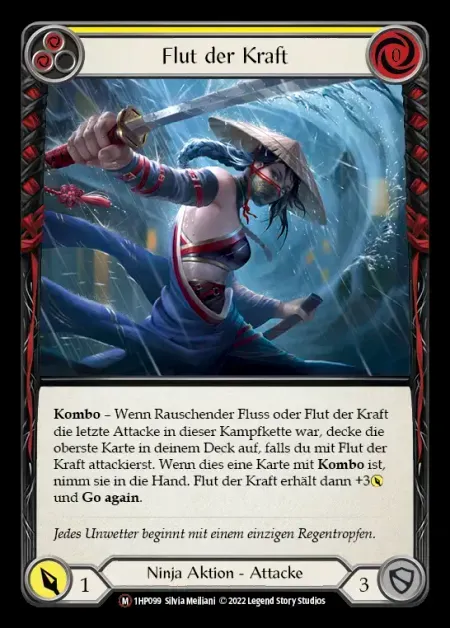 Flut der Kraft
0
Kombo – Wenn Rauschender Fluss oder Flut der Kraft
die letzte Attacke in dieser Kampfkette war, decke die
oberste Karte in deinem Deck auf, falls du mit Flut der
Kraft attackierst. Wenn dies eine Karte mit Kombo ist,
nimm sie in die Hand. Flut der Kraft erhält dann +3
und Go again.
Jedes Unwetter beginnt mit einem einzigen Regentropfen.
1
Ninja Aktion - Attacke
3
M 1HP099 Silvia Meiliani © 2022 Legend Story Studios